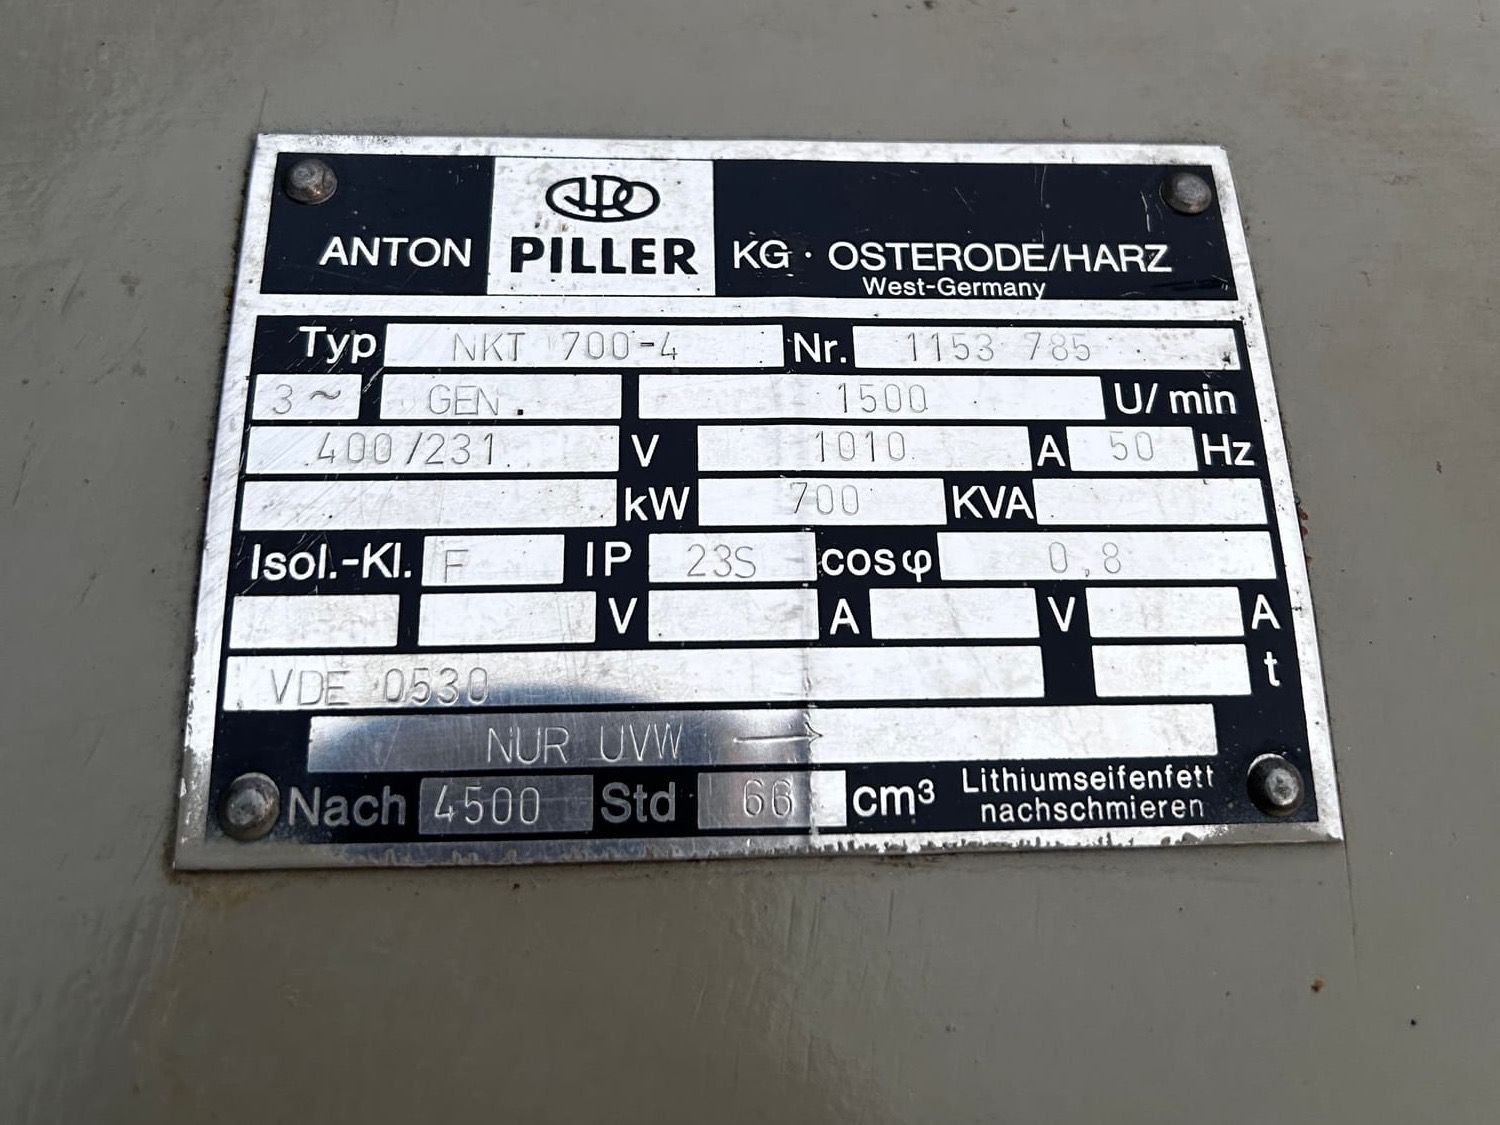 ANTON PILLER KG · OSTERODE/HARZ
West-Germany
Typ NKT 700-4 Nr. 1153 785
3~ GEN. 1500 U/min
400/231 V 1010 A 50 Hz
kW 700 KVA
Isol.-Kl. F IP 23S cosφ 0,8
V A V A
VDE 0530 t
NUR UVW →
Nach 4500 Std 66 cm³ Lithiumseifenfett
nachschmieren